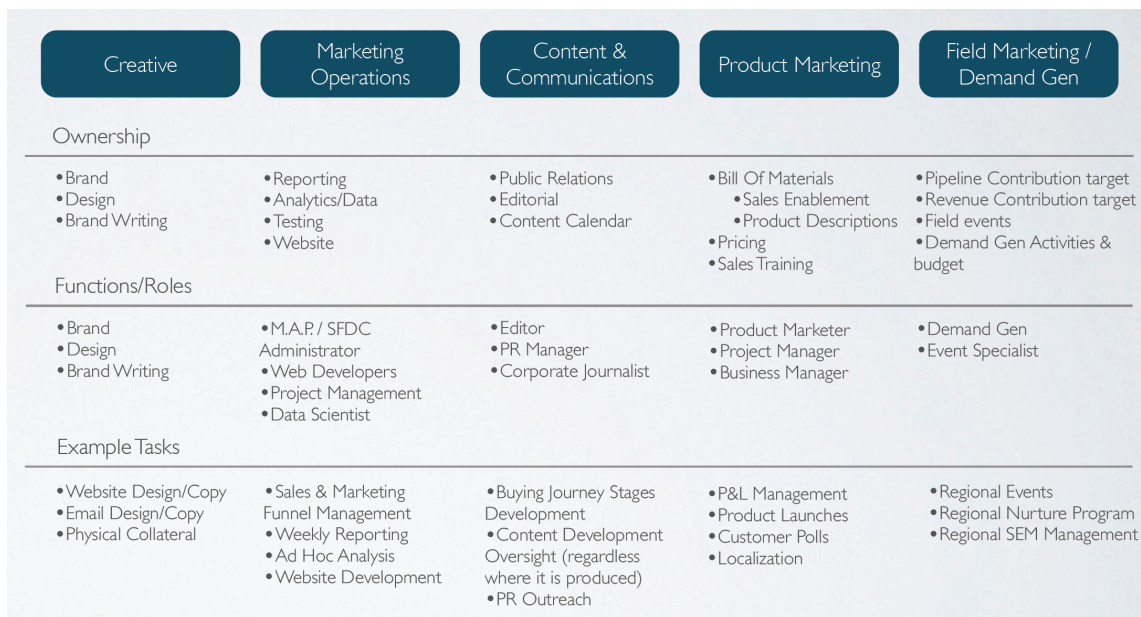 Creative
Marketing
Operations
Content &
Communications
Product Marketing
Field Marketing /
Demand Gen
Ownership
•Brand
•Design
•Brand Writing
•Reporting
•Analytics/Data
•Testing
•Website
•Public Relations
•Editorial
•Content Calendar
•Bill Of Materials
•Sales Enablement
•Product Descriptions
•Pricing
•Sales Training
•Pipeline Contribution target
•Revenue Contribution target
•Field events
•Demand Gen Activities &
budget
Functions/Roles
•Brand
•Design
•Brand Writing
•M.A.P. / SFDC
Administrator
•Web Developers
•Project Management
•Data Scientist
•Editor
•PR Manager
•Corporate Journalist
•Product Marketer
•Project Manager
•Business Manager
•Demand Gen
•Event Specialist
Example Tasks
•Website Design/Copy
•Email Design/Copy
•Physical Collateral
•Sales & Marketing
Funnel Management
•Weekly Reporting
•Ad Hoc Analysis
•Website Development
•Buying Journey Stages
Development
•Content Development
Oversight (regardless
where it is produced)
•PR Outreach
•P&L Management
•Product Launches
•Customer Polls
•Localization
•Regional Events
•Regional Nurture Program
•Regional SEM Management